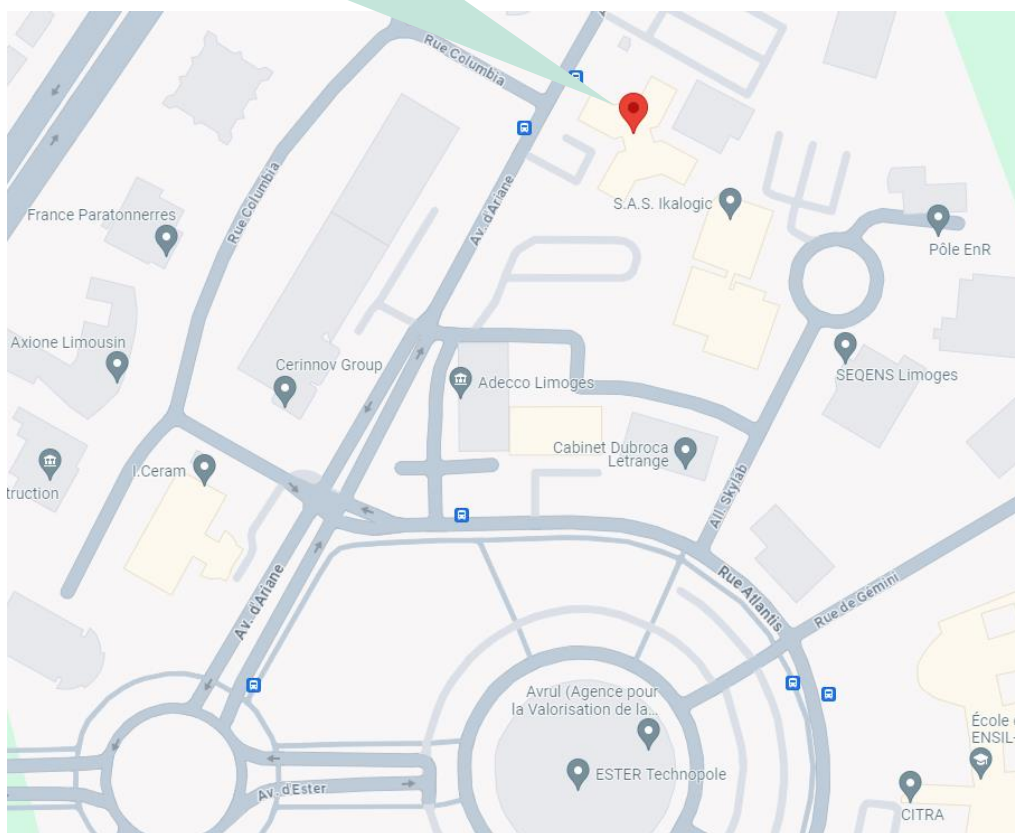 Rue Columbia
Rue Columbia
Av. d'Ariane
France Paratonnerres
S.A.S. Ikalogic
Pôle EnR
Axione Limousin
Cerinnov Group
Adecco Limoges
SEQENS Limoges
Cabinet Dubroca
Letrange
I.Ceram
truction
All. Skylab
Rue Atlantis
Rue de Gémini
Av. d'Ariane
Avrul (Agence pour
la Valorisation de la...
ESTER Technopole
Av. d'Ester
École
ENSIL-
CITRA